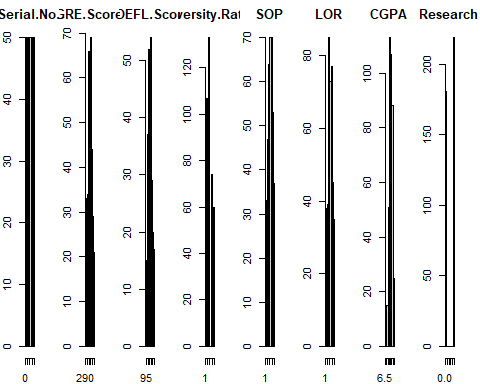 Serial.No GRE.Score OEFL.Scor versity.Rat SOP LOR CGPA Research
0 10 20 30 40 50
0 10 20 30 40 50 60 70
0 10 20 30 40 50
0 20 40 60 80 100 120
0 10 20 30 40 50 60 70
0 20 40 60 80
0 20 40 60 80 100
0 50 100 150 200
0 290 95 1 1 1 6.5 0.0